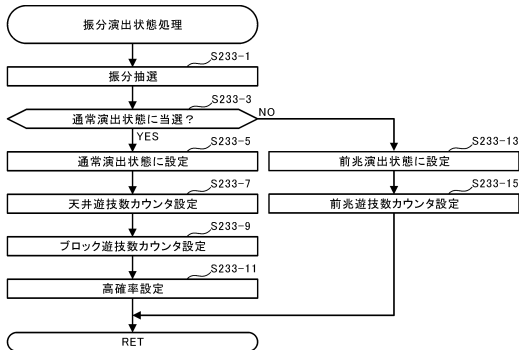 振分演出状態処理
S233-1
振分抽選
S233-3
通常演出状態に当選？
NO
YES
S233-5
通常演出状態に設定
S233-13
前兆演出状態に設定
S233-7
天井遊技数カウンタ設定
S233-15
前兆遊技数カウンタ設定
S233-9
ブロック遊技数カウンタ設定
S233-11
高確率設定
RET